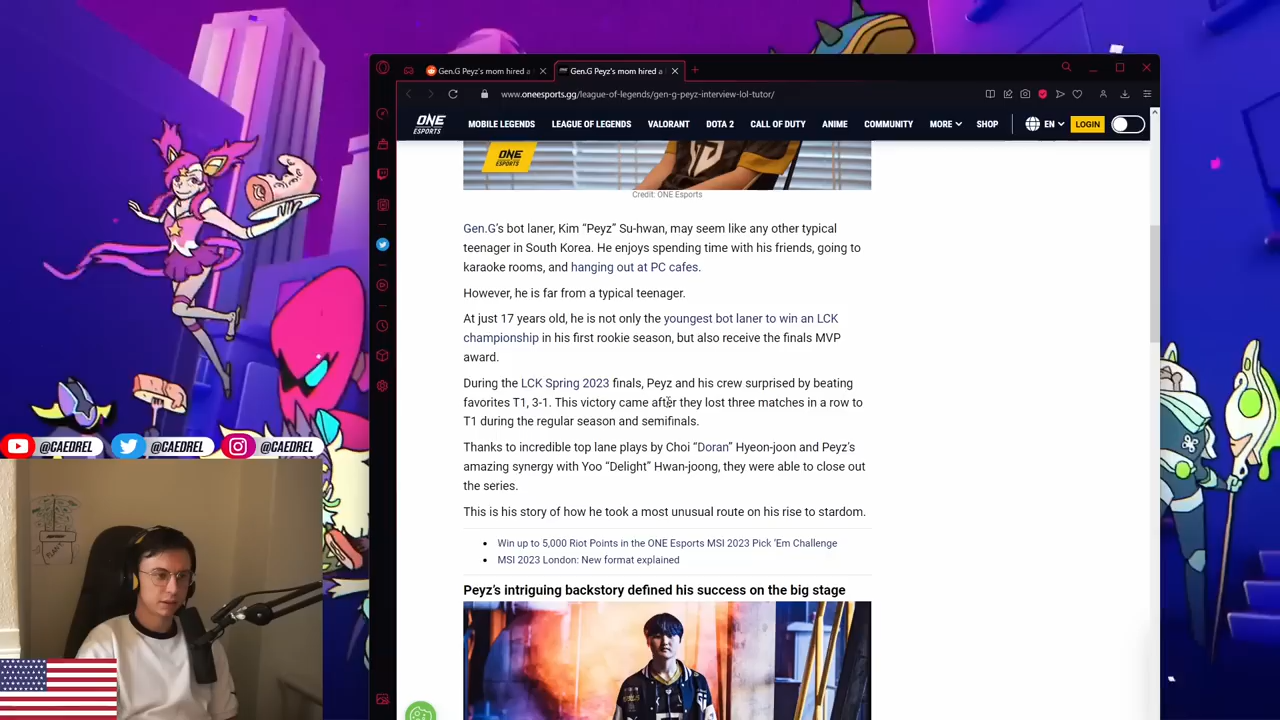 Gen.G Peyz's mom hired a
Gen.G Peyz's mom hired a
www.oneesports.gg/league-of-legends/gen-g-peyz-interview-lol-tutor/
ONE ESPORTS
MOBILE LEGENDS LEAGUE OF LEGENDS VALORANT DOTA 2 CALL OF DUTY ANIME COMMUNITY MORE SHOP EN LOGIN
ONE ESPORTS
Credit: ONE Esports
Gen.G's bot laner, Kim “Peyz” Su-hwan, may seem like any other typical
teenager in South Korea. He enjoys spending time with his friends, going to
karaoke rooms, and hanging out at PC cafes.
However, he is far from a typical teenager.
At just 17 years old, he is not only the youngest bot laner to win an LCK
championship in his first rookie season, but also receive the finals MVP
award.
During the LCK Spring 2023 finals, Peyz and his crew surprised by beating
favorites T1, 3-1. This victory came after they lost three matches in a row to
T1 during the regular season and semifinals.
Thanks to incredible top lane plays by Choi “Doran” Hyeon-joon and Peyz's
amazing synergy with Yoo “Delight” Hwan-joong, they were able to close out
the series.
This is his story of how he took a most unusual route on his rise to stardom.
Win up to 5,000 Riot Points in the ONE Esports MSI 2023 Pick 'Em Challenge
MSI 2023 London: New format explained
Peyz's intriguing backstory defined his success on the big stage
@CAEDREL @CAEDREL @CAEDREL